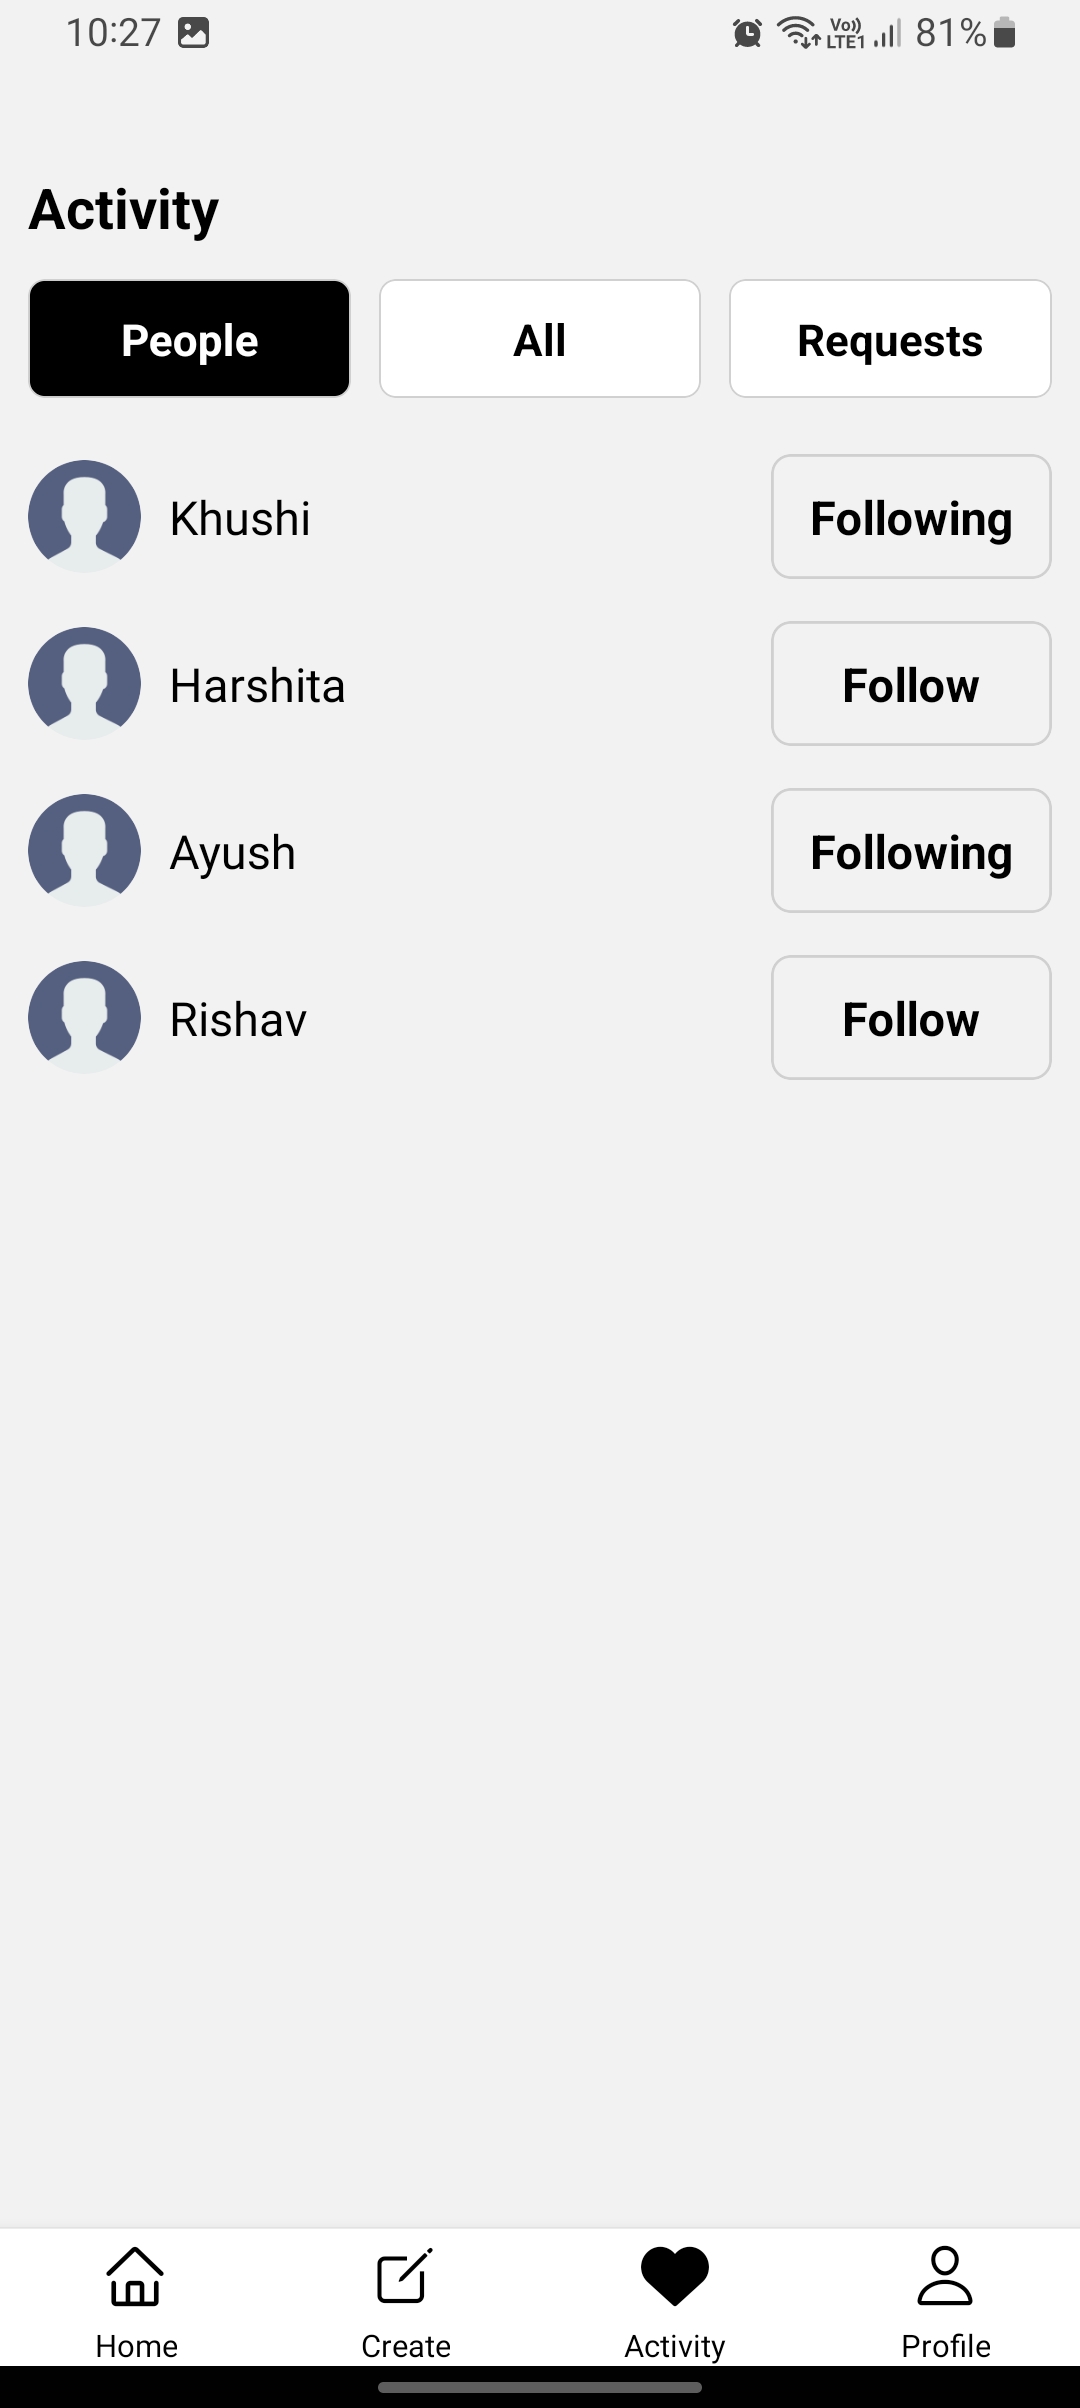 10:27 Vo)) LTE1 81%
Activity
People All Requests
Khushi Following
Harshita Follow
Ayush Following
Rishav Follow
Home Create Activity Profile